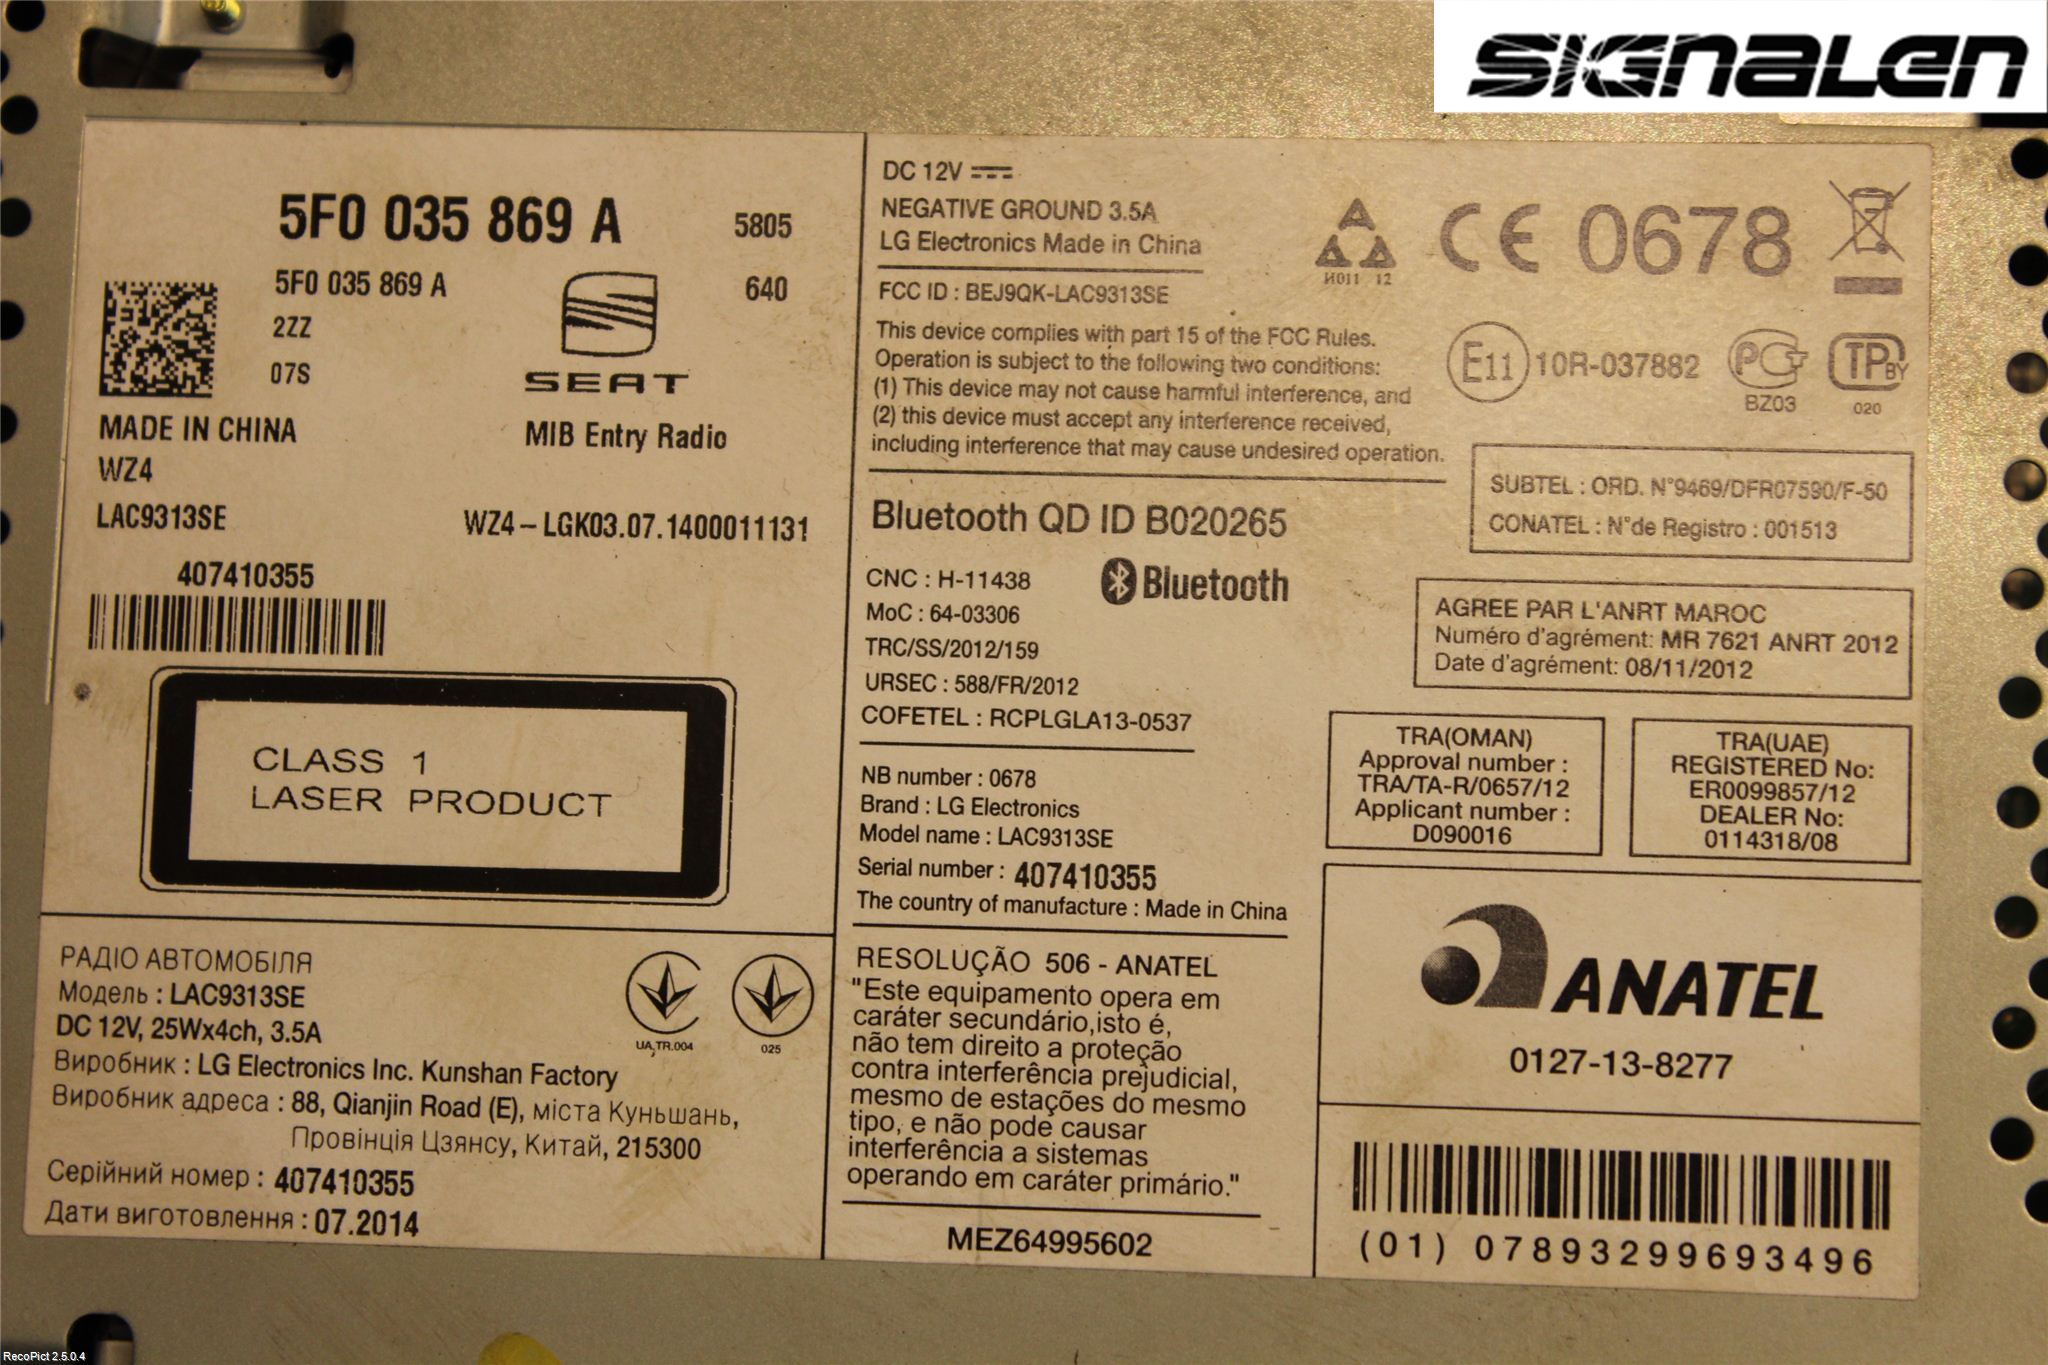 SIGNALEN
5F0 035 869 A
5805
5F0 035 869 A
640
2ZZ
07S
SEAT
MADE IN CHINA
MIB Entry Radio
WZ4
LAC9313SE
WZ4-LGK03.07.1400011131
407410355
CLASS 1
LASER PRODUCT
РАДІО АВТОМОБІЛЯ
Модель : LAC9313SE
DC 12V, 25Wx4ch, 3.5A
Виробник : LG Electronics Inc. Kunshan Factory
Виробник адреса : 88, Qianjin Road (E), міста Куньшань,
Провінція Цзянсу, Китай, 215300
Серійний номер : 407410355
Дати виготовлення : 07.2014
UA.TR.004
025
DC 12V
NEGATIVE GROUND 3.5A
LG Electronics Made in China
FCC ID : BEJ9QK-LAC9313SE
This device complies with part 15 of the FCC Rules.
Operation is subject to the following two conditions:
(1) This device may not cause harmful interference, and
(2) this device must accept any interference received,
including interference that may cause undesired operation.
И011 12
CE 0678
E11 10R-037882
РСТ
BZ03
TP BY
020
SUBTEL : ORD. N°9469/DFR07590/F-50
CONATEL : N°de Registro : 001513
Bluetooth QD ID B020265
CNC : H-11438
Bluetooth
MoC : 64-03306
TRC/SS/2012/159
URSEC : 588/FR/2012
COFETEL : RCPLGLA13-0537
AGREE PAR L'ANRT MAROC
Numéro d'agrément: MR 7621 ANRT 2012
Date d'agrément: 08/11/2012
TRA(OMAN)
Approval number :
TRA/TA-R/0657/12
Applicant number :
D090016
TRA(UAE)
REGISTERED No:
ER0099857/12
DEALER No:
0114318/08
NB number : 0678
Brand : LG Electronics
Model name : LAC9313SE
Serial number : 407410355
The country of manufacture : Made in China
RESOLUÇÃO 506 - ANATEL
"Este equipamento opera em
caráter secundário,isto é,
não tem direito a proteção
contra interferência prejudicial,
mesmo de estações do mesmo
tipo, e não pode causar
interferência a sistemas
operando em caráter primário."
MEZ64995602
ANATEL
0127-13-8277
(01) 07893299693496
RecoPict 2.5.0.4